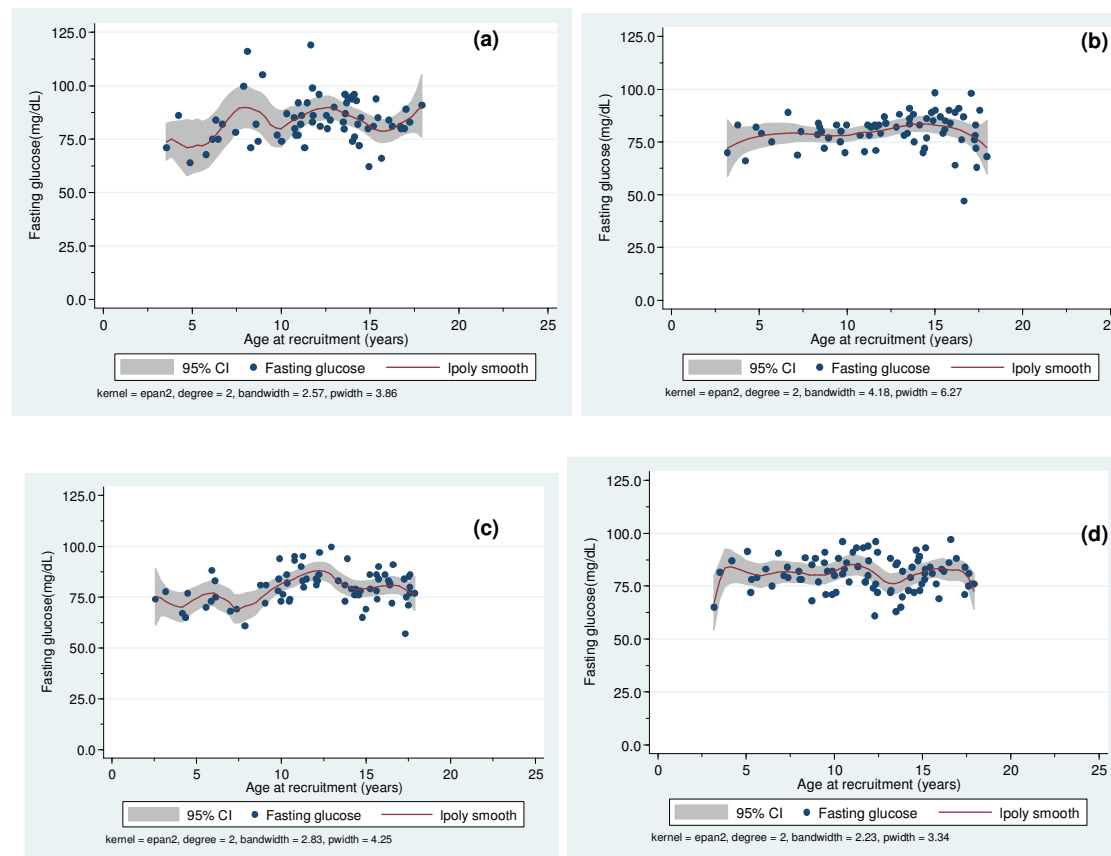 (a)
125.0
100.0
75.0
50.0
25.0
0.0
Fasting glucose(mg/dL)
0 5 10 15 20 25
Age at recruitment (years)
95% CI Fasting glucose lpoly smooth
kernel = epan2, degree = 2, bandwidth = 2.57, pwidth = 3.86
(b)
125.0
100.0
75.0
50.0
25.0
0.0
Fasting glucose(mg/dL)
0 5 10 15 20 2
Age at recruitment (years)
95% CI Fasting glucose lpoly smooth
kernel = epan2, degree = 2, bandwidth = 4.18, pwidth = 6.27
(c)
125.0
100.0
75.0
50.0
25.0
0.0
Fasting glucose(mg/dL)
0 5 10 15 20 25
Age at recruitment (years)
95% CI Fasting glucose lpoly smooth
kernel = epan2, degree = 2, bandwidth = 2.83, pwidth = 4.25
(d)
125.0
100.0
75.0
50.0
25.0
0.0
Fasting glucose(mg/dL)
0 5 10 15 20 25
Age at recruitment (years)
95% CI Fasting glucose lpoly smooth
kernel = epan2, degree = 2, bandwidth = 2.23, pwidth = 3.34